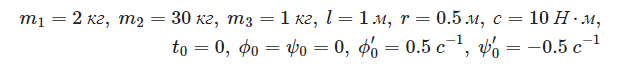 m₁ = 2 кг, m₂ = 30 кг, m₃ = 1 кг, l = 1 м, r = 0.5 м, c = 10 Н · м,
t₀ = 0, ϕ₀ = ψ₀ = 0, ϕ′₀ = 0.5 с⁻¹, ψ′₀ = −0.5 с⁻¹